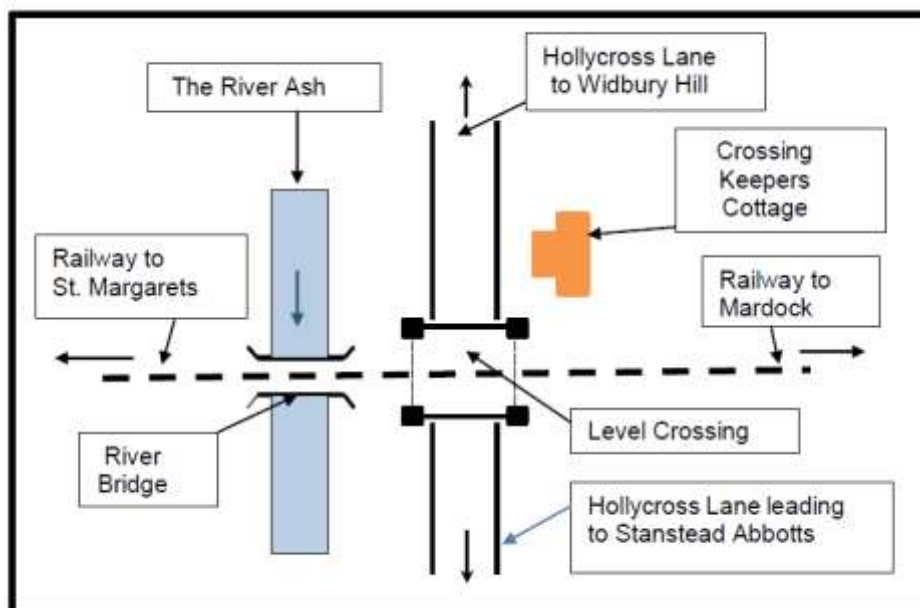 Hollycross Lane
to Widbury Hill
The River Ash
Crossing
Keepers
Cottage
Railway to
St. Margarets
Railway to
Mardock
River
Bridge
Level Crossing
Hollycross Lane leading
to Stanstead Abbotts